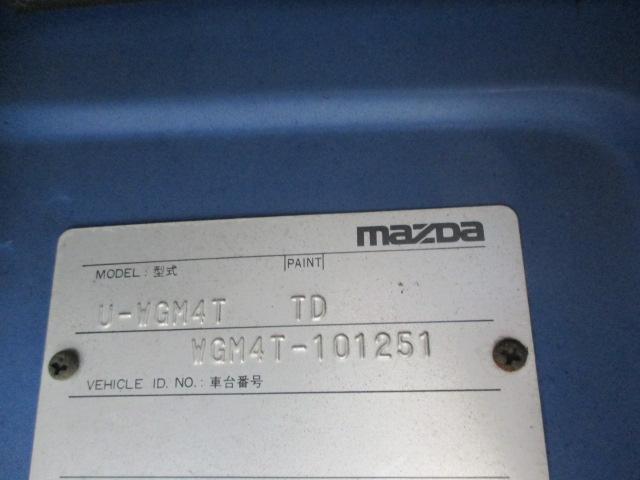 mazda
MODEL : 型式 PAINT
U-WGM4T TD
WGM4T-101251
VEHICLE ID. NO. : 車台番号